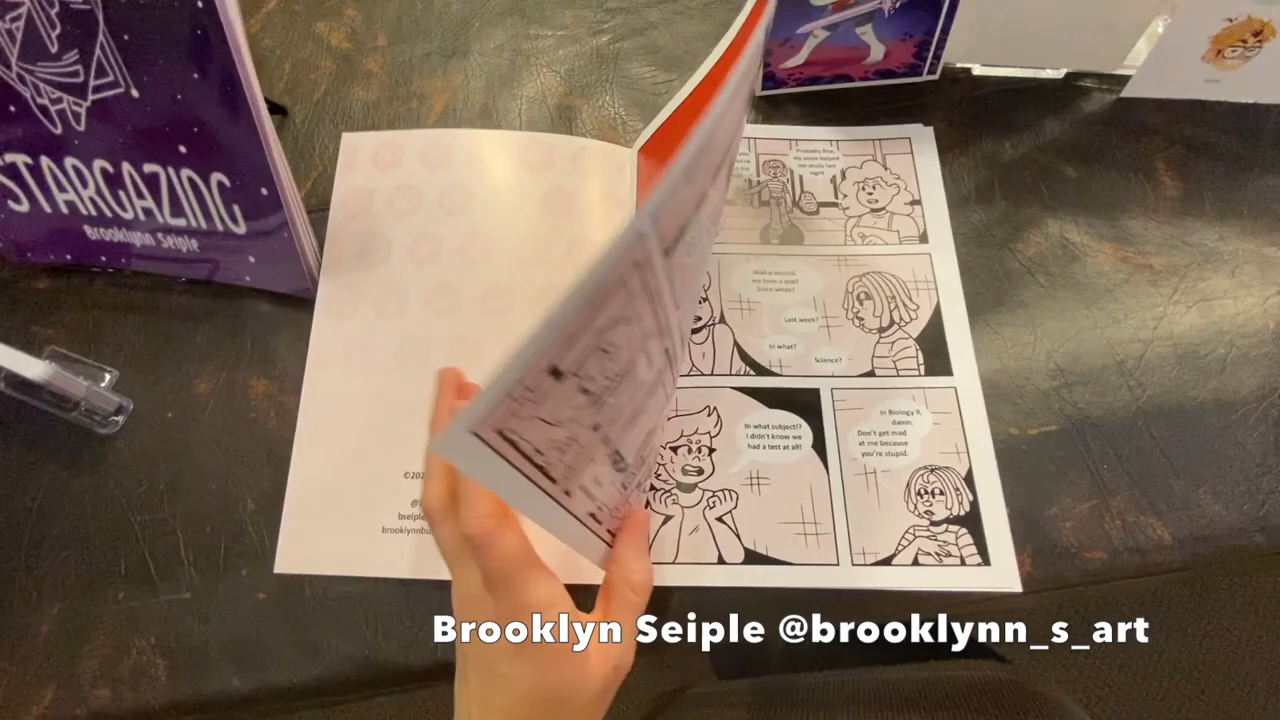 STARGAZING
Brooklynn Seiple
Probably fine,
my sister helped
me study last
night
Wait a second,
we have a test?
Since when?
Last week?
In what?
Science?
In what subject!?
I didn't know we
had a test at all!
In Biology II,
damn.
Don't get mad
at me because
you're stupid.
Brooklyn Seiple @brooklynn_s_art